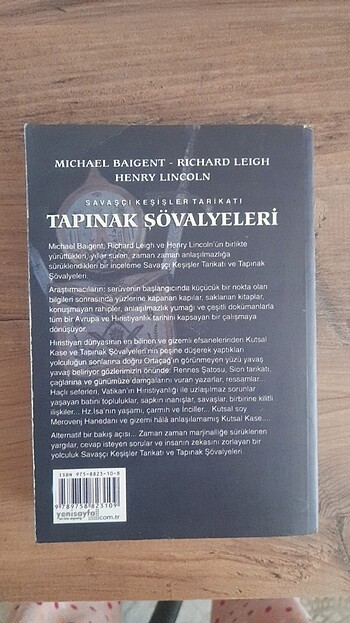 MICHAEL BAIGENT - RICHARD LEIGH
HENRY LINCOLN
SAVAŞÇI KEŞİŞLER TARİKATI
TAPINAK ŞÖVALYELERİ
Michael Baigent, Richard Leigh ve Henry Lincoln'ün birlikte
yürüttükleri, yıllar süren, zaman zaman anlaşılmazlığa
sürüklendikleri bir inceleme Savaşçı Keşişler Tarikatı ve Tapınak
Şövalyeleri.
Araştırmacıların; serüvenin başlangıcında küçücük bir nokta olan
bilgileri sonrasında yüzlerine kapanan kapılar, saklanan kitaplar,
konuşmayan rahipler, anlaşılmazlık yumağı ve çeşitli dokümanlarla
tüm bir Avrupa ve Hıristiyanlık tarihini kapsayan bir çalışmaya
dönüşüyor.
Hıristiyan dünyasının en bilinen ve gizemli efsanelerinden Kutsal
Kase ve Tapınak Şövalyeleri'nin peşine düşerek yapılan
yolculuğun sonlarına doğru Ortaçağ'ın görünmeyen yüzü yavaş
yavaş beliriyor gözlerimizin önünde: Rennes Şatosu, Sion tarikatı,
çağlarına ve günümüze damgalarını vuran yazarlar, ressamlar...
Haçlı seferleri, Vatikan'ın Hıristiyanlığı ile uzlaşmaz sorunlar
yaşayan batıni topluluklar, sapkın inanışlar, savaşlar, birbirine kilitli
ilişkiler... Hz.İsa'nın yaşamı, çarmıh ve İnciller... Kutsal soy
Merovenj Hanedanı ve gizemi hâlâ anlaşılamamış Kutsal Kase....
Alternatif bir bakış açısı... Zaman zaman marjinalliğe sürüklenen
yargılar, cevap isteyen sorular ve insanın zekasını zorlayan bir
yolculuk Savaşçı Keşişler Tarikatı ve Tapınak Şövalyeleri
ISBN 975-8823-10-8
9 789758 823109
yenisayfa
com.tr